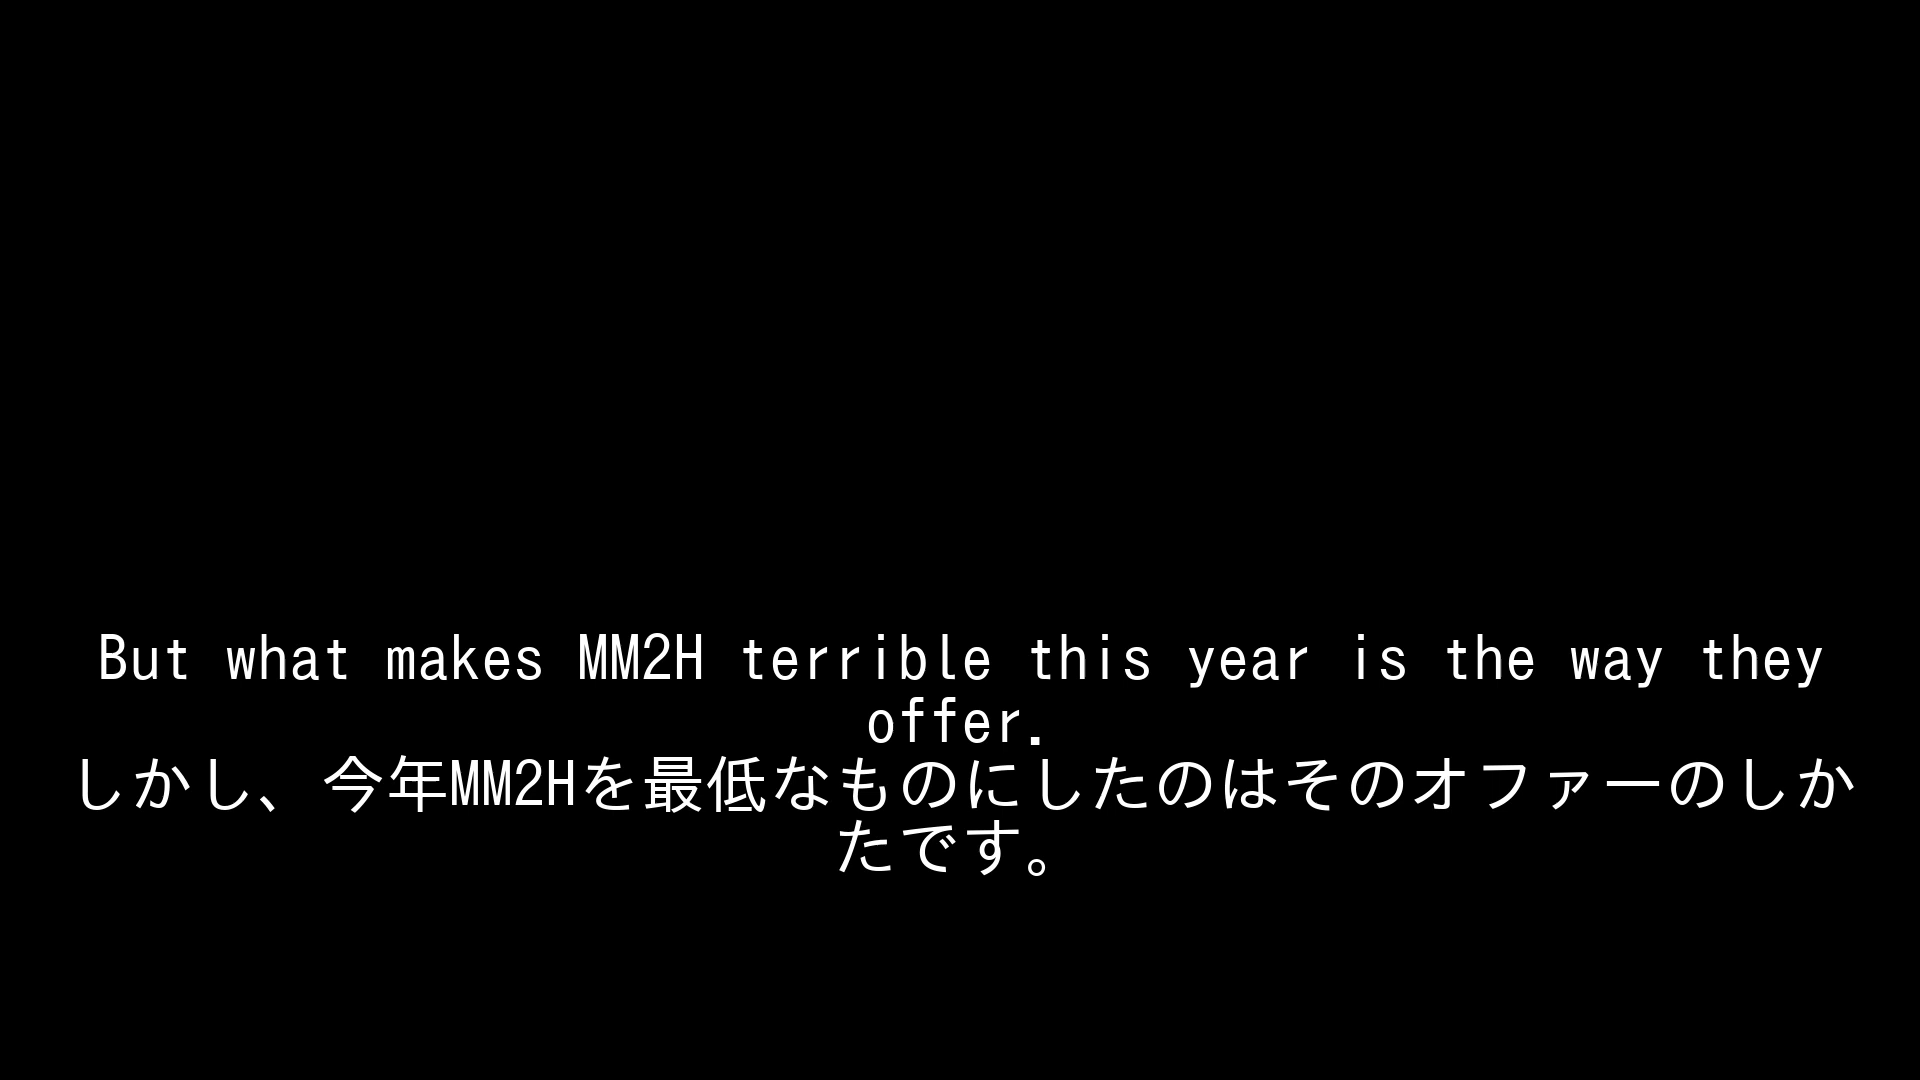 But what makes MM2H terrible this year is the way they
offer.
しかし、今年MM2Hを最低なものにしたのはそのオファーのしか
たです。